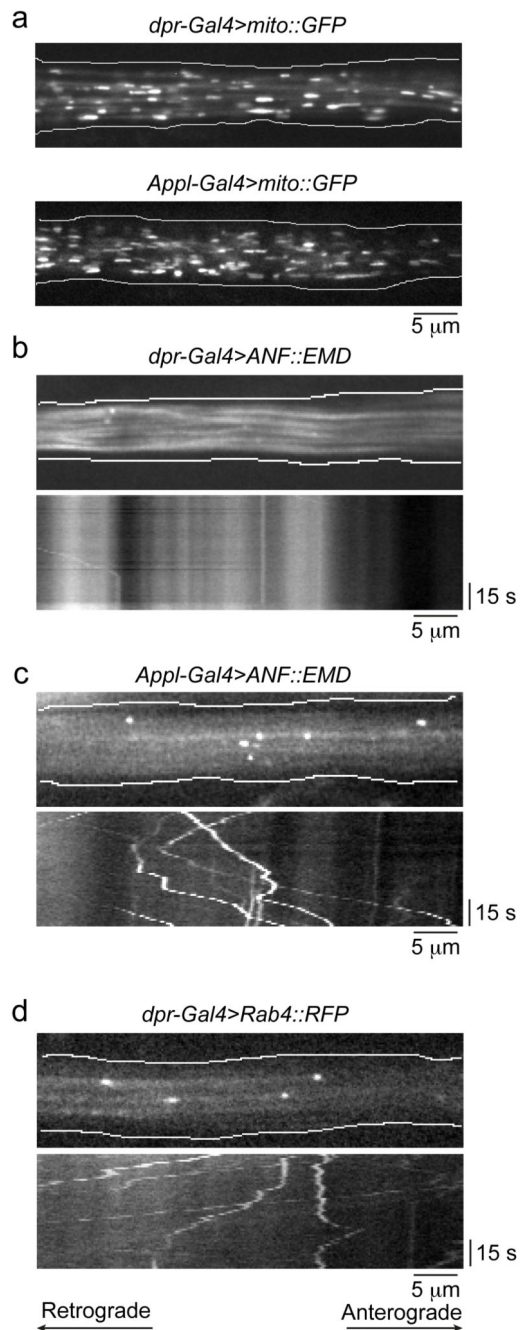 a
dpr-Gal4>mito::GFP
Appl-Gal4>mito::GFP
5 μm
b
dpr-Gal4>ANF::EMD
15 s
5 μm
c
Appl-Gal4>ANF::EMD
15 s
5 μm
d
dpr-Gal4>Rab4::RFP
15 s
5 μm
Retrograde
Anterograde